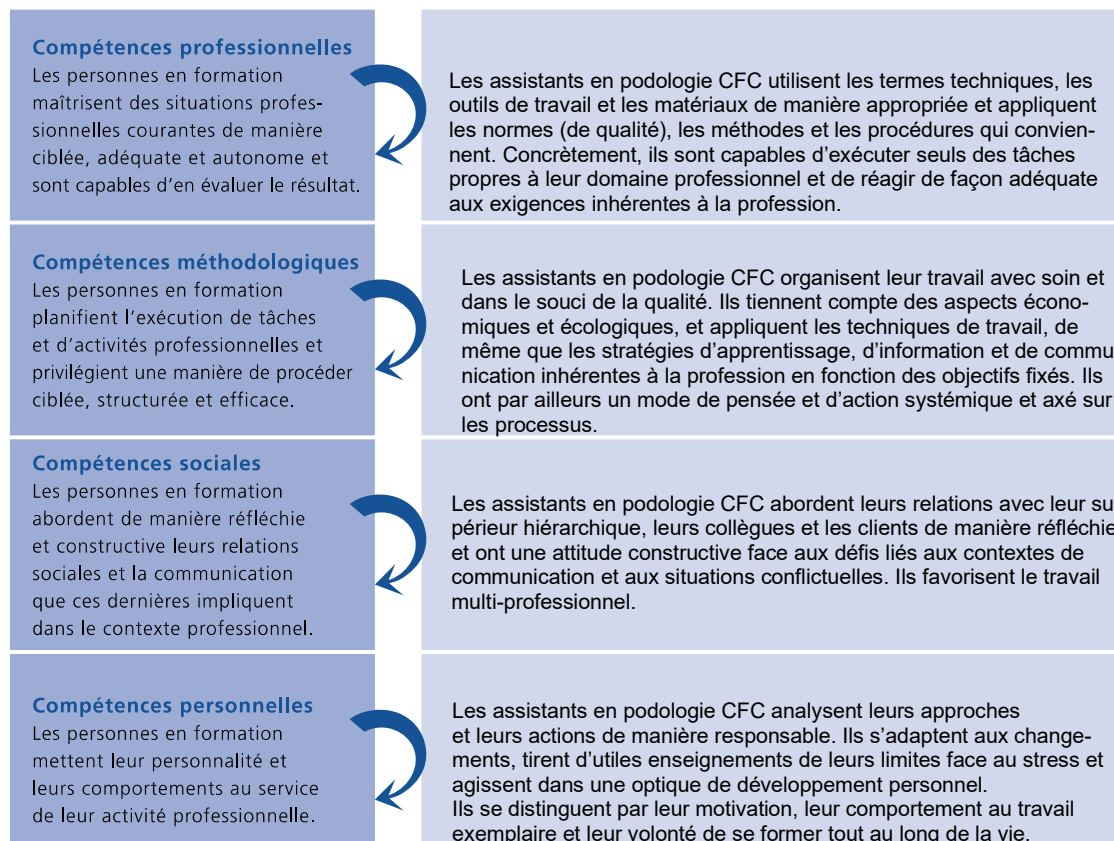 Compétences professionnelles
Les personnes en formation
maîtrisent des situations profes-
sionnelles courantes de manière
ciblée, adéquate et autonome et
sont capables d'en évaluer le résultat.
Les assistants en podologie CFC utilisent les termes techniques, les
outils de travail et les matériaux de manière appropriée et appliquent
les normes (de qualité), les méthodes et les procédures qui convien-
nent. Concrètement, ils sont capables d'exécuter seuls des tâches
propres à leur domaine professionnel et de réagir de façon adéquate
aux exigences inhérentes à la profession.
Compétences méthodologiques
Les personnes en formation
planifient l'exécution de tâches
et d'activités professionnelles et
privilégient une manière de procéder
ciblée, structurée et efficace.
Les assistants en podologie CFC organisent leur travail avec soin et
dans le souci de la qualité. Ils tiennent compte des aspects écono-
miques et écologiques, et appliquent les techniques de travail, de
même que les stratégies d'apprentissage, d'information et de commu
nication inhérentes à la profession en fonction des objectifs fixés. Ils
ont par ailleurs un mode de pensée et d'action systémique et axé sur
les processus.
Compétences sociales
Les personnes en formation
abordent de manière réfléchie
et constructive leurs relations
sociales et la communication
que ces dernières impliquent
dans le contexte professionnel.
Les assistants en podologie CFC abordent leurs relations avec leur su
périeur hiérarchique, leurs collègues et les clients de manière réfléchie
et ont une attitude constructive face aux défis liés aux contextes de
communication et aux situations conflictuelles. Ils favorisent le travail
multi-professionnel.
Compétences personnelles
Les personnes en formation
mettent leur personnalité et
leurs comportements au service
de leur activité professionnelle.
Les assistants en podologie CFC analysent leurs approches
et leurs actions de manière responsable. Ils s'adaptent aux change-
ments, tirent d'utiles enseignements de leurs limites face au stress et
agissent dans une optique de développement personnel.
Ils se distinguent par leur motivation, leur comportement au travail
exemplaire et leur volonté de se former tout au long de la vie.